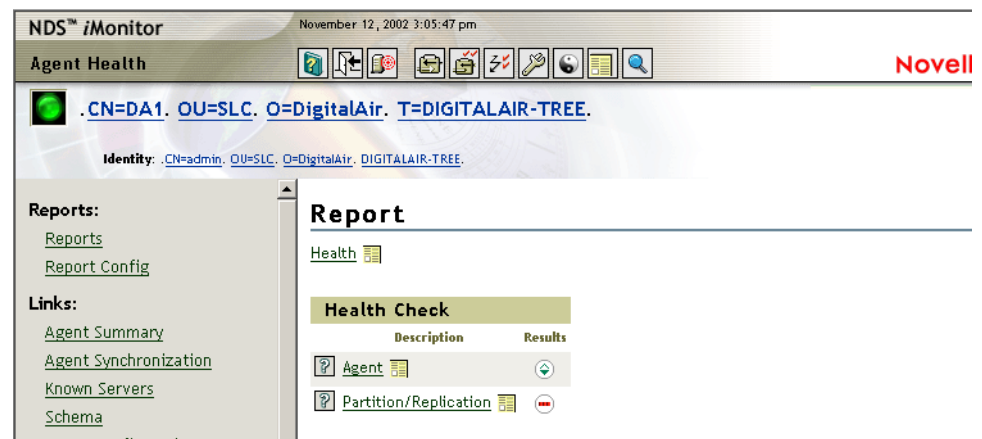 NDS™ iMonitor
November 12, 2002 3:05:47 pm
Agent Health
Novell
.CN=DA1. OU=SLC. O=DigitalAir. T=DIGITALAIR-TREE.
Identity: .CN=admin. OU=SLC. O=DigitalAir. DIGITALAIR-TREE.
Reports:
Reports
Report Config
Links:
Agent Summary
Agent Synchronization
Known Servers
Schema
Report
Health
Health Check
Description Results
? Agent
? Partition/Replication